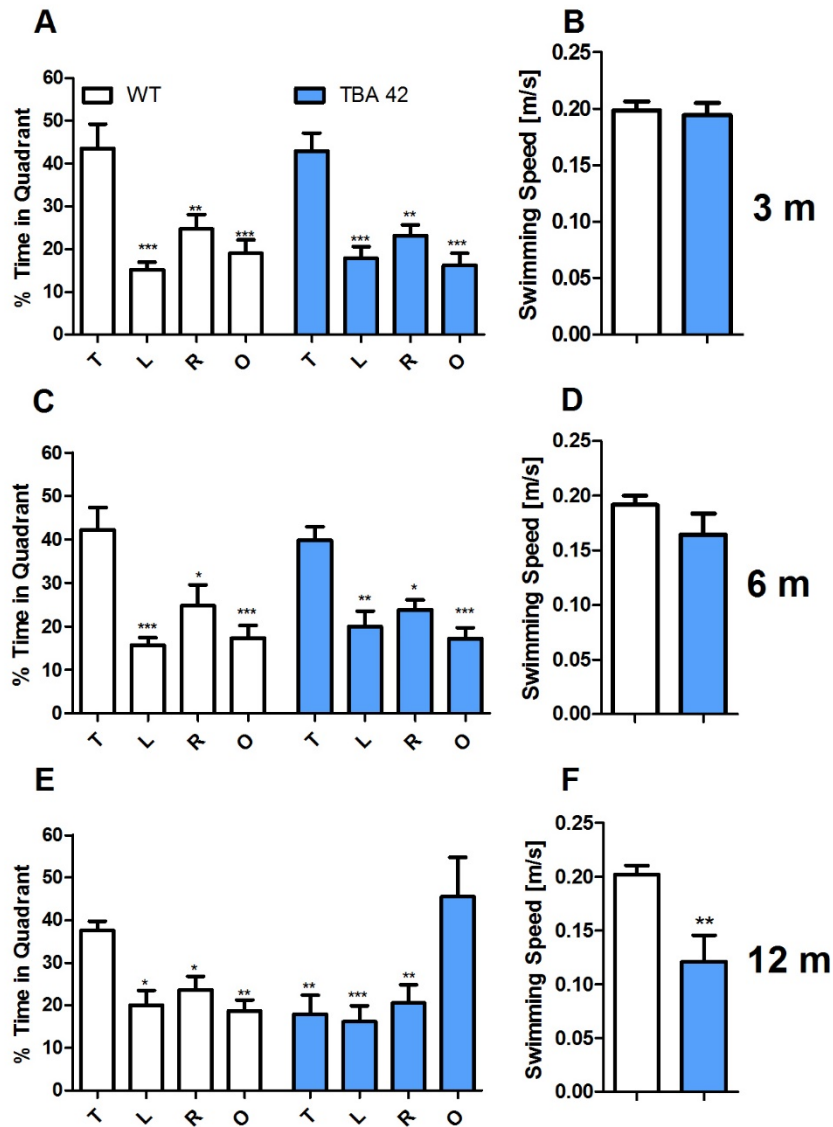 A
B
WT
TBA 42
% Time in Quadrant
60
50
40
30
20
10
0
***
**
***
***
**
***
T L R O T L R O
Swimming Speed [m/s]
0.25
0.20
0.15
0.10
0.05
0.00
3 m
C
D
% Time in Quadrant
60
50
40
30
20
10
0
***
*
***
**
*
***
T L R O T L R O
Swimming Speed [m/s]
0.25
0.20
0.15
0.10
0.05
0.00
6 m
E
F
% Time in Quadrant
60
50
40
30
20
10
0
*
*
**
**
***
**
T L R O T L R O
Swimming Speed [m/s]
0.25
0.20
0.15
0.10
0.05
0.00
**
12 m